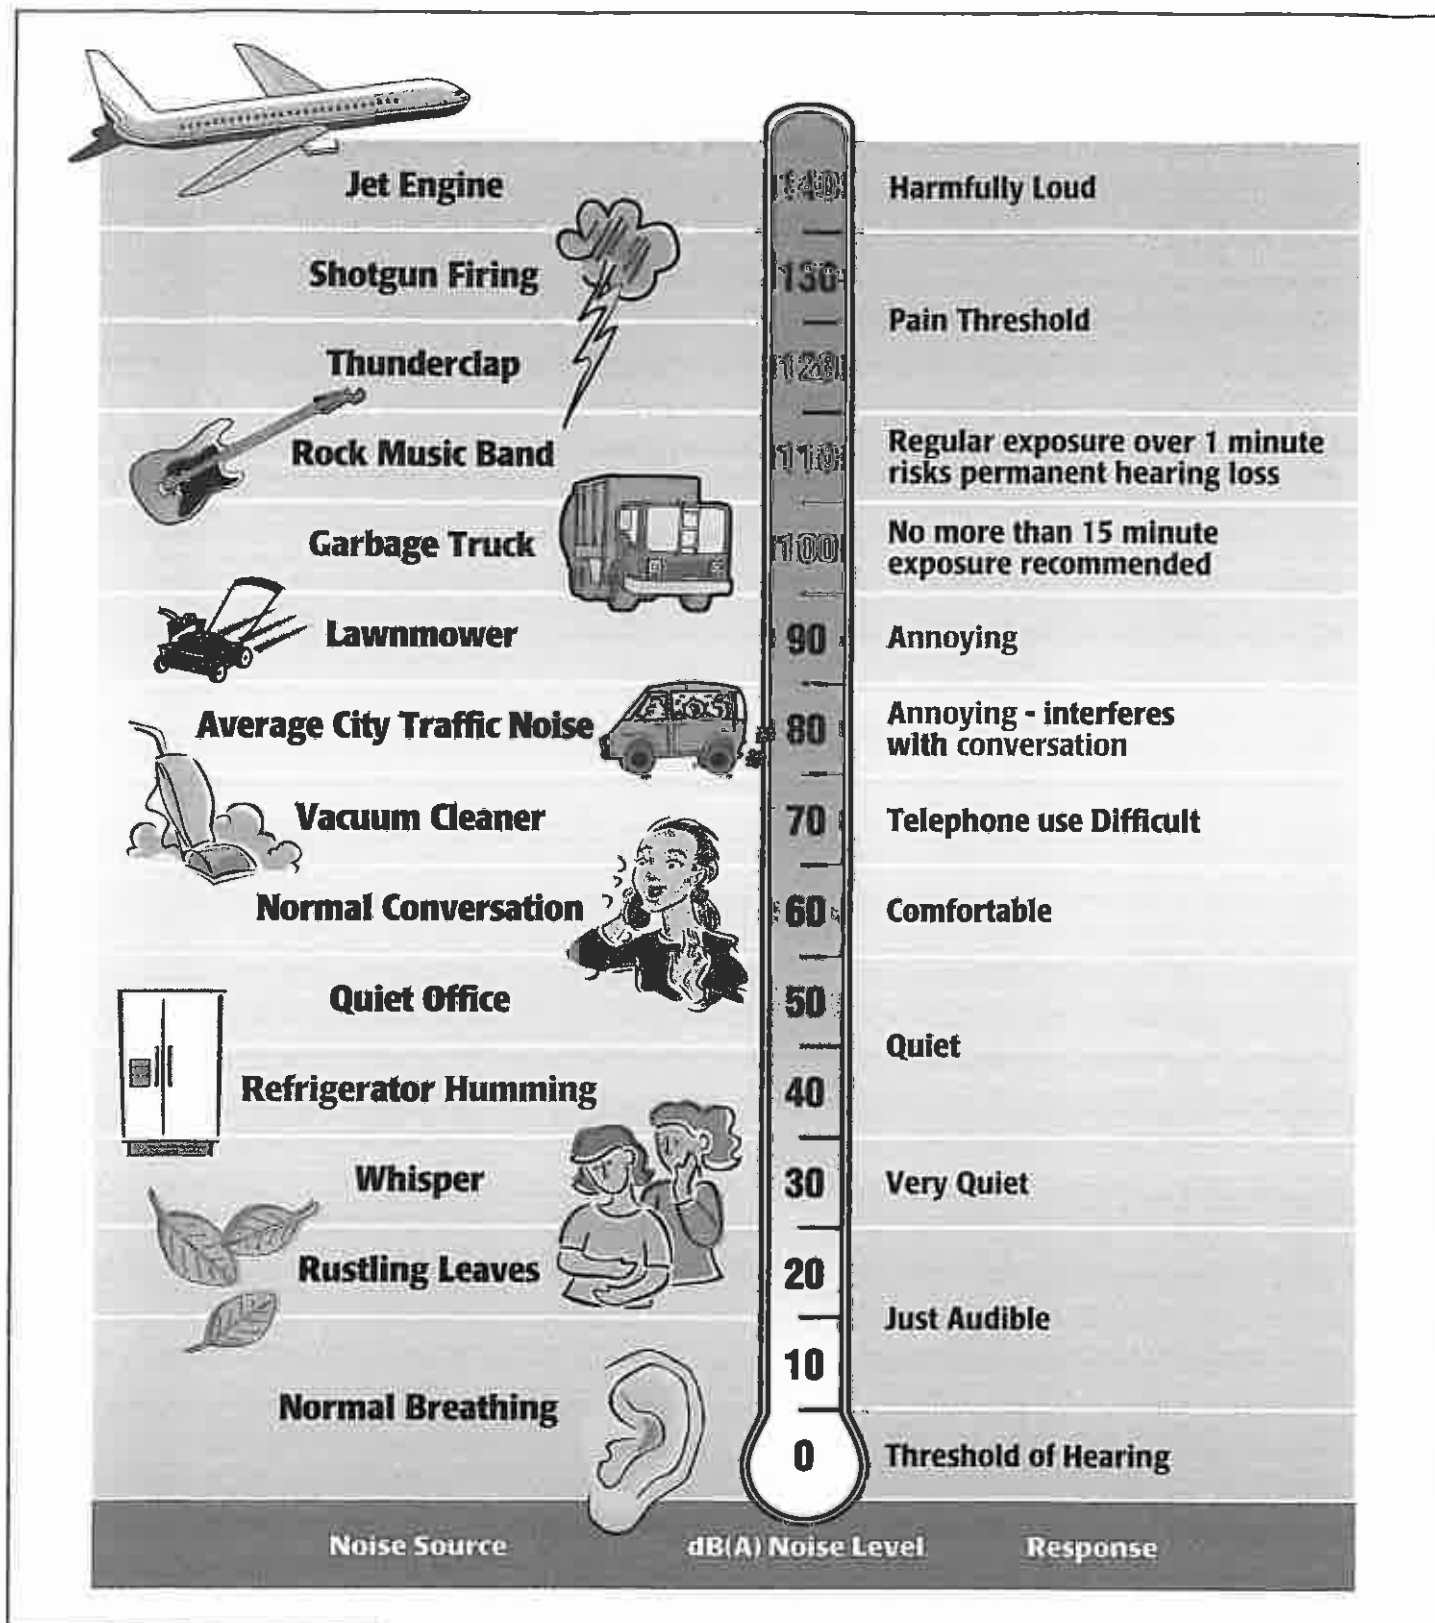 Jet Engine
140
Harmfully Loud
Shotgun Firing
130
Pain Threshold
Thunderclap
120
Rock Music Band
110
Regular exposure over 1 minute
risks permanent hearing loss
Garbage Truck
100
No more than 15 minute
exposure recommended
Lawnmower
90
Annoying
Average City Traffic Noise
80
Annoying - interferes
with conversation
Vacuum Cleaner
70
Telephone use Difficult
Normal Conversation
60
Comfortable
Quiet Office
50
Quiet
Refrigerator Humming
40
Whisper
30
Very Quiet
Rustling Leaves
20
Just Audible
10
Normal Breathing
0
Threshold of Hearing
Noise Source
dB(A) Noise Level
Response